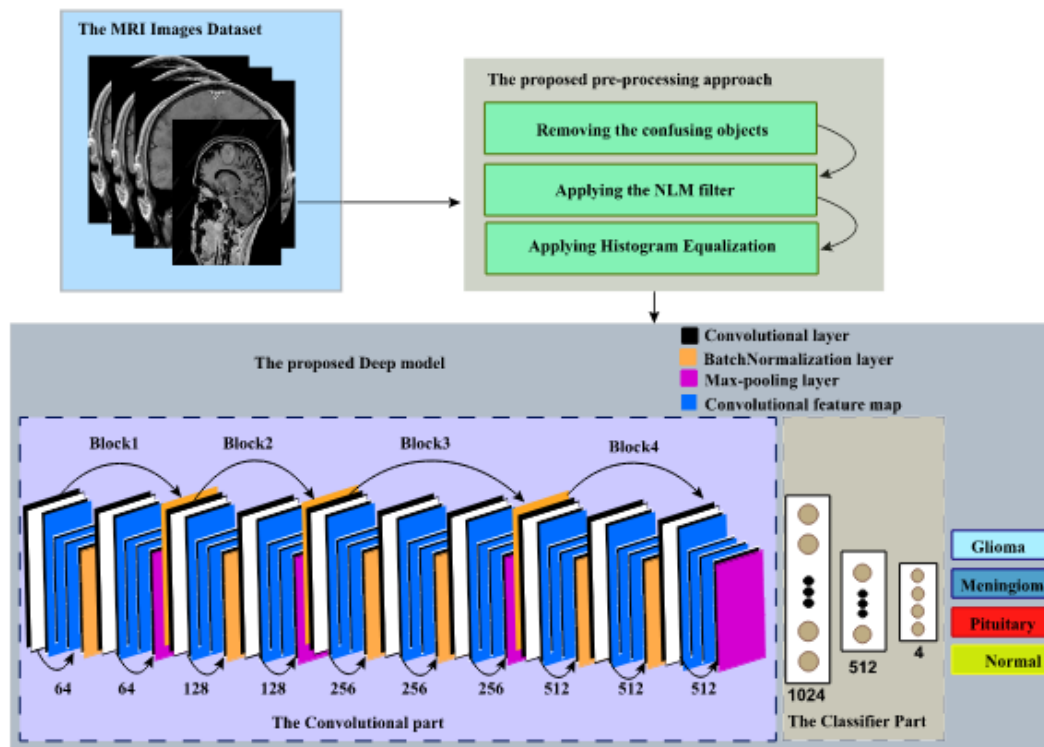 The MRI Images Dataset
The proposed pre-processing approach
Removing the confusing objects
Applying the NLM filter
Applying Histogram Equalization
Convolutional layer
BatchNormalization layer
Max-pooling layer
Convolutional feature map
The proposed Deep model
Block1 Block2 Block3 Block4
64 64 128 128 256 256 256 512 512 512
The Convolutional part
1024
512
4
The Classifier Part
Glioma
Meningiom
Pituitary
Normal